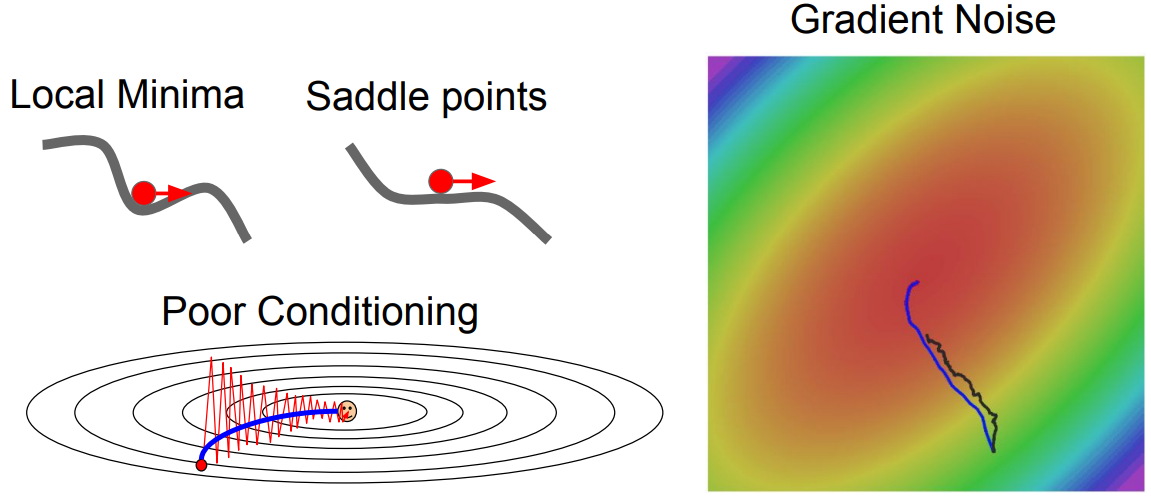 Gradient Noise
Local Minima
Saddle points
Poor Conditioning